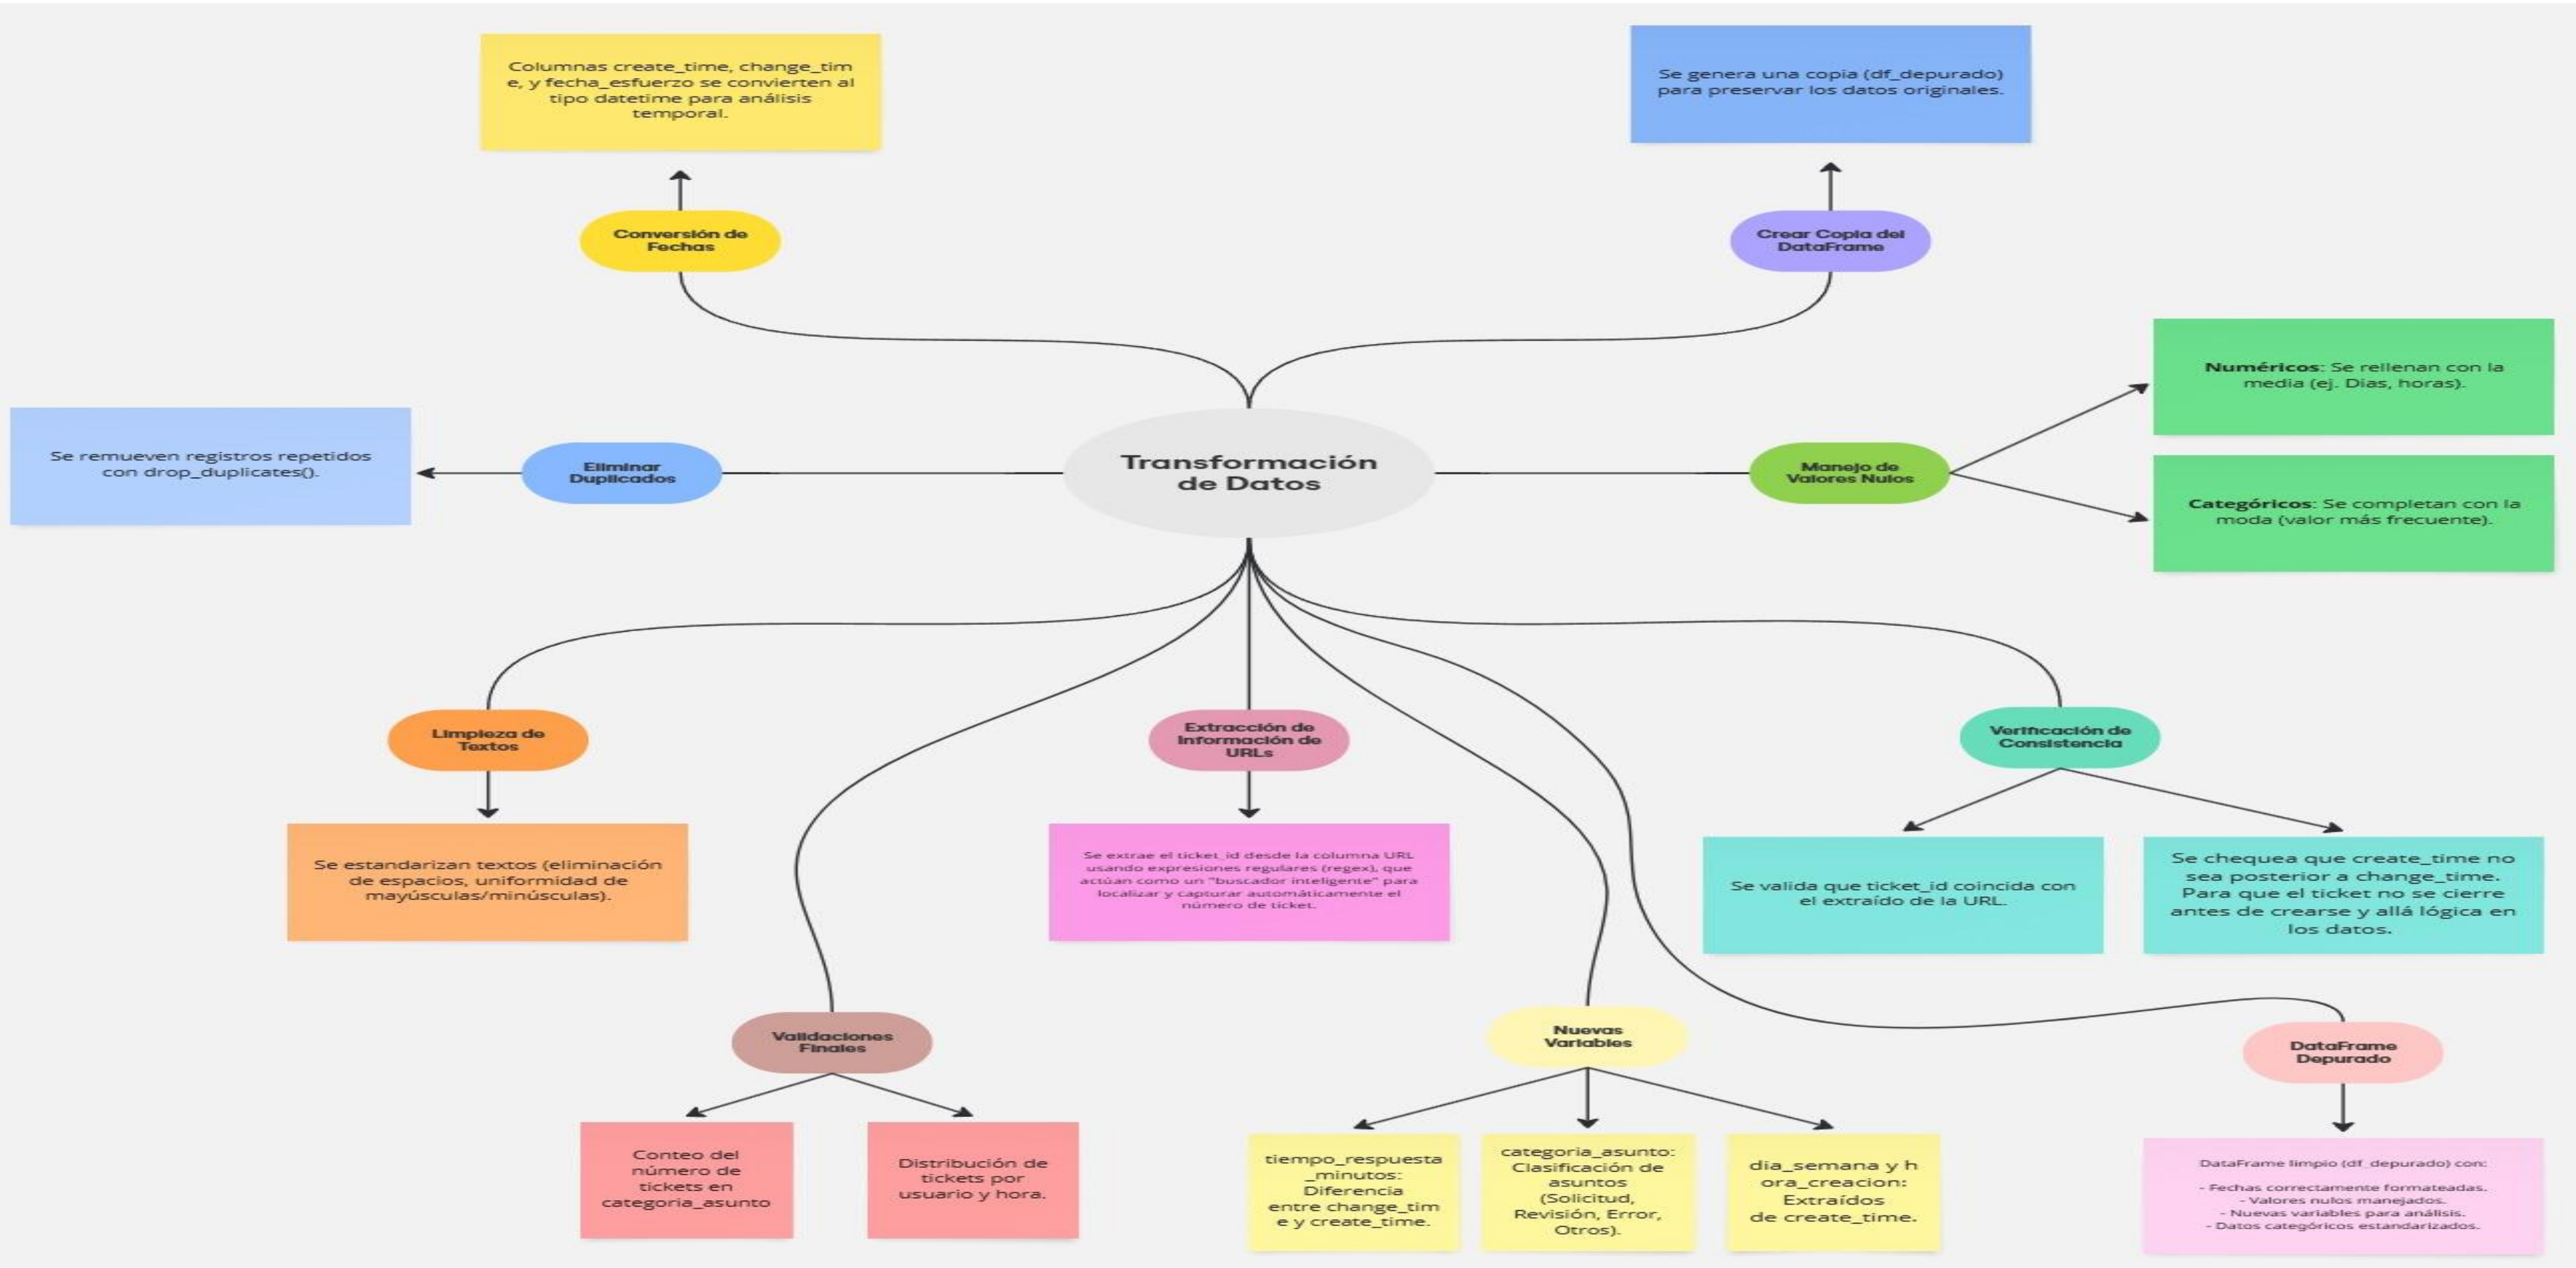 Columnas create_time, change_tim
e, y fecha_esfuerzo se convierten al
tipo datetime para análisis
temporal.
Se genera una copia (df_depurado)
para preservar los datos originales.
Conversión de
Fechas
Crear Copia del
DataFrame
Numéricos: Se rellenan con la
media (ej. Días, horas).
Se remueven registros repetidos
con drop_duplicates().
Eliminar
Duplicados
Transformación
de Datos
Manejo de
Valores Nulos
Categóricos: Se completan con la
moda (valor más frecuente).
Limpieza de
Textos
Extracción de
Información de
URLs
Verificación de
Consistencia
Se estandarizan textos (eliminación
de espacios, uniformidad de
mayúsculas/minúsculas).
Se extrae el ticket_id desde la columna URL
usando expresiones regulares (regex), que
actúan como un "buscador inteligente" para
localizar y capturar automáticamente el
número de ticket.
Se valida que ticket_id coincida con
el extraído de la URL.
Se chequea que create_time no
sea posterior a change_time.
Para que el ticket no se cierre
antes de crearse y allá lógica en
los datos.
Validaciones
Finales
Nuevas
Variables
DataFrame
Depurado
Conteo del
número de
tickets en
categoria_asunto
Distribución de
tickets por
usuario y hora.
tiempo_respuesta
_minutos:
Diferencia
entre change_tim
e y create_time.
categoria_asunto:
Clasificación de
asuntos
(Solicitud,
Revisión, Error,
Otros).
dia_semana y h
ora_creacion:
Extraídos
de create_time.
DataFrame limpio (df_depurado) con:
- Fechas correctamente formateadas.
- Valores nulos manejados.
- Nuevas variables para análisis.
- Datos categóricos estandarizados.